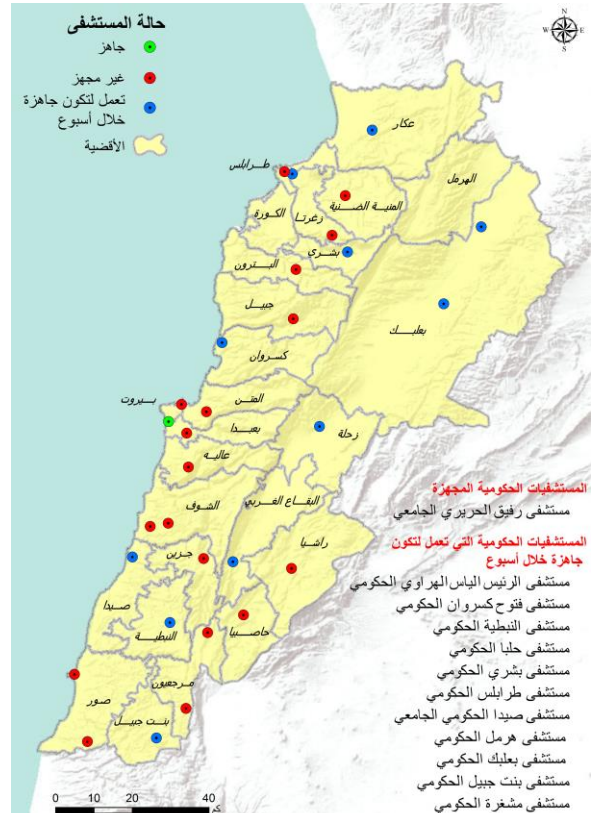 حالة المستشفى
جاهز
غير مجهز
تعمل لتكون جاهزة
خلال أسبوع
الأقضية
N
W
E
S
عكار
طرابلس
الهرمل
المنية الضنية
زغرتا
الكورة
بشري
البترون
جبيل
بعلبك
كسروان
المتن
بيروت
بعبدا
زحلة
عاليه
الشوف
البقاع الغربي
جزين
راشيا
صيدا
النبطية
حاصبيا
مرجعيون
صور
بنت جبيل
المستشفيات الحكومية المجهزة
مستشفى رفيق الحريري الجامعي
المستشفيات الحكومية التي تعمل لتكون
جاهزة خلال أسبوع
مستشفى الرئيس الياس الهراوي الحكومي
مستشفى فتوح كسروان الحكومي
مستشفى النبطية الحكومي
مستشفى حلبا الحكومي
مستشفى بشري الحكومي
مستشفى طرابلس الحكومي
مستشفى صيدا الحكومي الجامعي
مستشفى هرمل الحكومي
مستشفى بعلبك الحكومي
مستشفى بنت جبيل الحكومي
مستشفى مشغرة الحكومي
0 10 20 40
كم